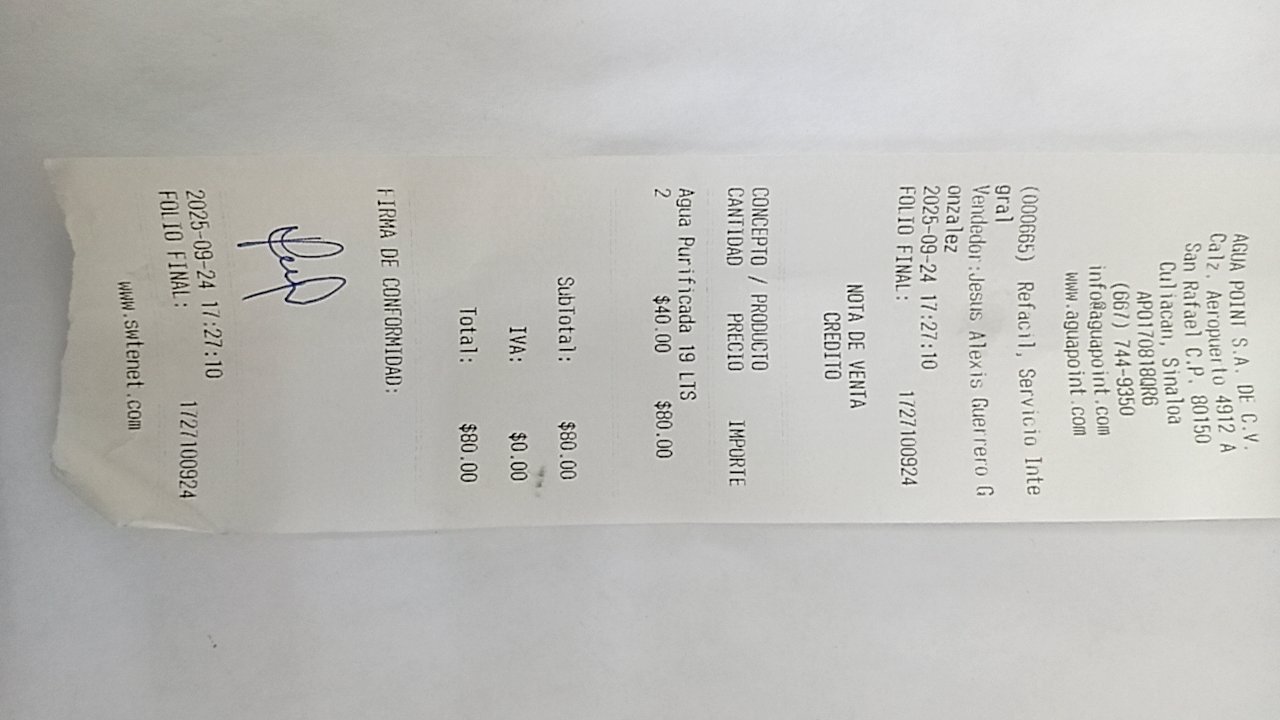 AGUA POINT S.A. DE C.V.
Calz. Aeropuerto 4912 A
San Rafael C.P. 80150
Culiacan, Sinaloa
APO170818QR6
(667) 744-9350
info@aguapoint.com
www.aguapoint.com
(000665) Refacil, Servicio Inte
gral
Vendedor:Jesus Alexis Guerrero G
onzalez
2025-09-24 17:27:10
FOLIO FINAL: 1727100924
NOTA DE VENTA
CREDITO
CONCEPTO / PRODUCTO
CANTIDAD PRECIO IMPORTE
Agua Purificada 19 LTS
2 $40.00 $80.00
SubTotal: $80.00
IVA: $0.00
Total: $80.00
FIRMA DE CONFORMIDAD:
2025-09-24 17:27:10
FOLIO FINAL: 1727100924
www.swtenet.com